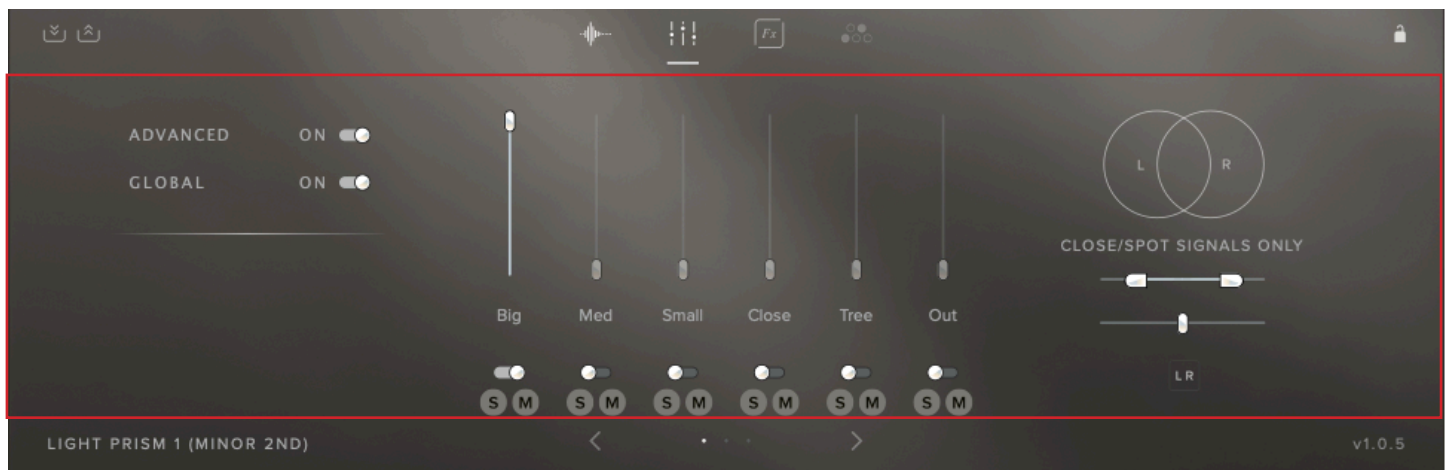 Fx
ADVANCED ON
GLOBAL ON
L R
CLOSE/SPOT SIGNALS ONLY
Big Med Small Close Tree Out
LR
S M S M S M S M S M S M
LIGHT PRISM 1 (MINOR 2ND) v1.0.5